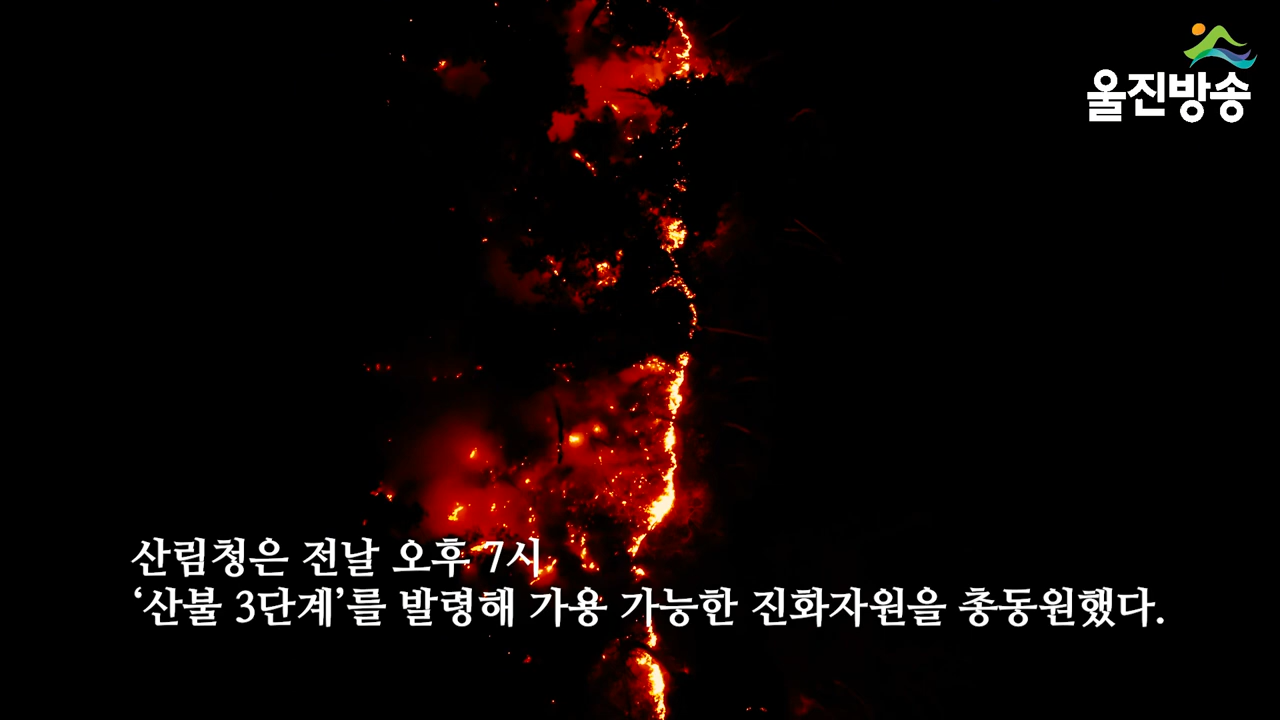 울진방송
산림청은 전날 오후 7시
‘산불 3단계’를 발령해 가용 가능한 진화자원을 총동원했다.